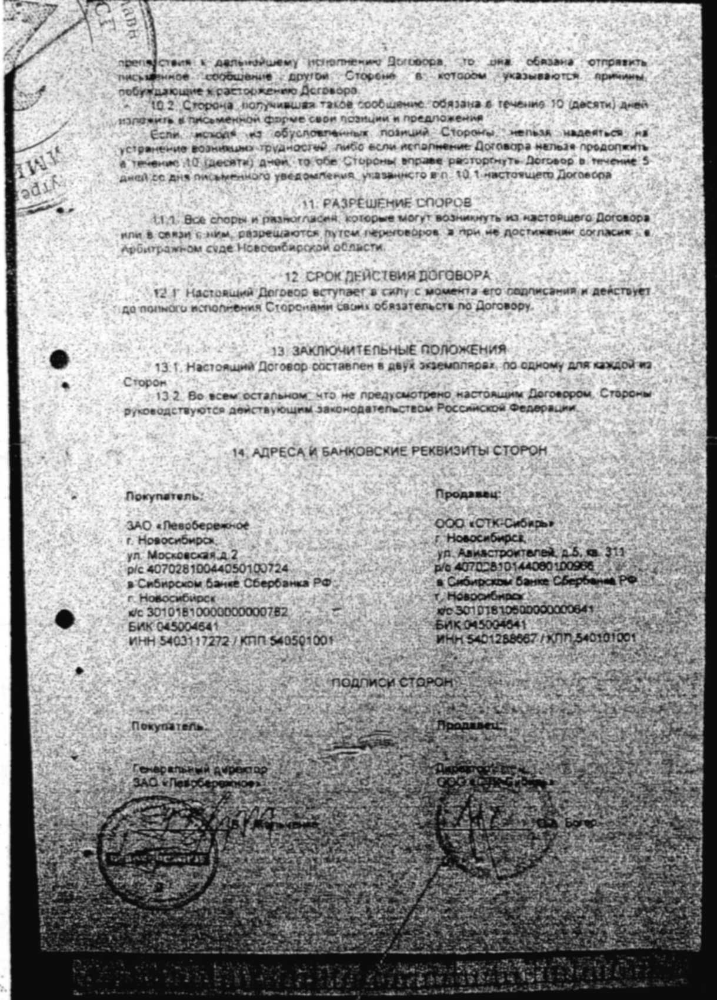 препятствия к дальнейшему исполнению Договора, то она обязана отправить
письменное сообщение другой Стороне, в котором указываются причины,
побуждающие к расторжению Договора.
10.2. Сторона, получившая такое сообщение, обязана в течение 10 (десяти) дней
изложить в письменной форме свои позиции и предложения.
Если, исходя из обусловленных позиций Стороны, нельзя надеяться на
устранение возникших трудностей, либо если исполнение Договора нельзя продолжить
в течение 10 (десяти) дней, то обе Стороны вправе расторгнуть Договор в течение 5
дней со дня письменного уведомления, указанного в п. 10.1 настоящего Договора.
11. РАЗРЕШЕНИЕ СПОРОВ
11.1. Все споры и разногласия, которые могут возникнуть из настоящего Договора
или в связи с ним, разрешаются путем переговоров, а при не достижении согласия - в
Арбитражном суде Новосибирской области.
12. СРОК ДЕЙСТВИЯ ДОГОВОРА
12.1. Настоящий Договор вступает в силу с момента его подписания и действует
до полного исполнения Сторонами своих обязательств по Договору.
13. ЗАКЛЮЧИТЕЛЬНЫЕ ПОЛОЖЕНИЯ
13.1. Настоящий Договор составлен в двух экземплярах, по одному для каждой из
Сторон.
13.2. Во всем остальном, что не предусмотрено настоящим Договором, Стороны
руководствуются действующим законодательством Российской Федерации.
14. АДРЕСА И БАНКОВСКИЕ РЕКВИЗИТЫ СТОРОН
Покупатель:
ЗАО «Левобережное
г. Новосибирск,
ул. Московская,д.2
р/с 40702810044050100724
в Сибирском банке Сбербанка РФ
г. Новосибирск
к/с 30101810000000000782
БИК 045004641
ИНН 5403117272 / КПП 540501001
Продавец:
ООО «СТК-Сибирь»
г. Новосибирск,
ул. Авиастроителей, д.5, кв. 311
р/с 40702810144080100966
в Сибирском банке Сбербанка РФ
г. Новосибирск
к/с 30101810500000000641
БИК 045004641
ИНН 5401288667 / КПП 540101001
ПОДПИСИ СТОРОН
Покупатель:
Продавец:
Генеральный директор
ЗАО «Левобережное»
Директор
ООО «СТК-Сибирь»